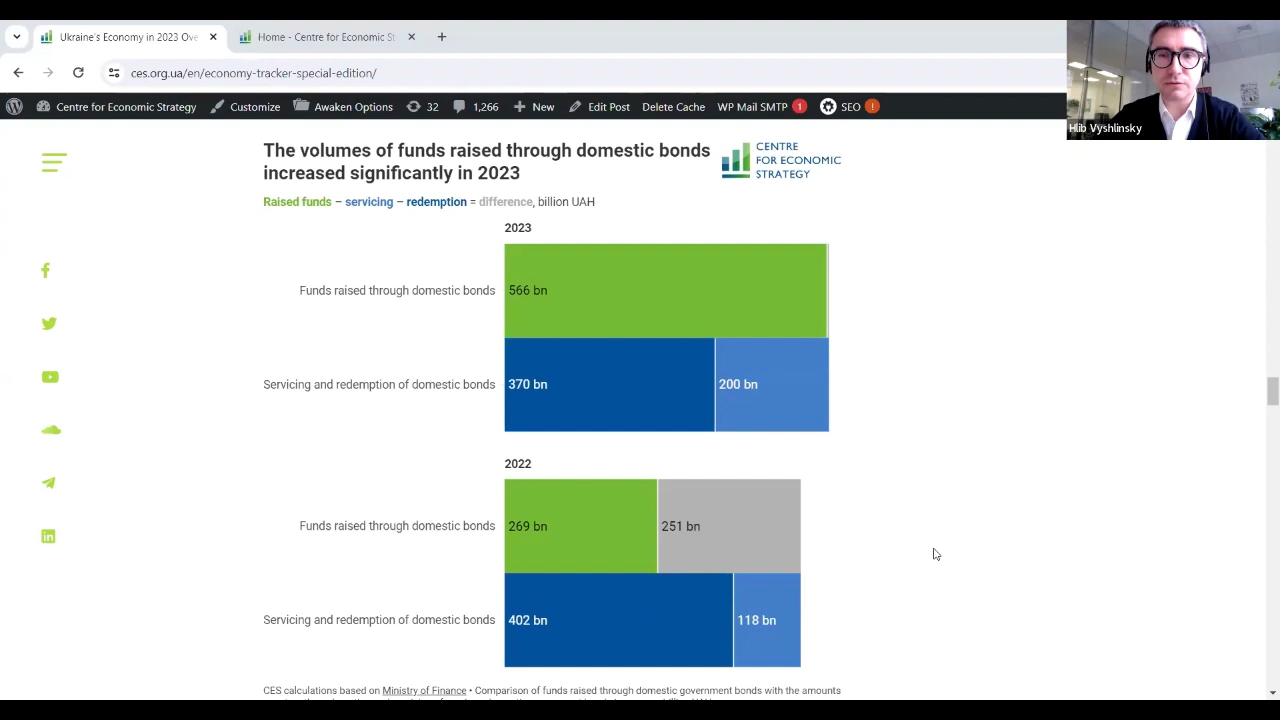 Ukraine's Economy in 2023 Ove
Home - Centre for Economic St
ces.org.ua/en/economy-tracker-special-edition/
Centre for Economic Strategy
Customize
Awaken Options
32
1,266
New
Edit Post
Delete Cache
WP Mail SMTP 1
SEO !
Hlib Vyshlinsky
The volumes of funds raised through domestic bonds
increased significantly in 2023
CENTRE
FOR ECONOMIC
STRATEGY
Raised funds – servicing – redemption = difference, billion UAH
2023
Funds raised through domestic bonds
566 bn
Servicing and redemption of domestic bonds
370 bn
200 bn
2022
Funds raised through domestic bonds
269 bn
251 bn
Servicing and redemption of domestic bonds
402 bn
118 bn
CES calculations based on Ministry of Finance • Comparison of funds raised through domestic government bonds with the amounts